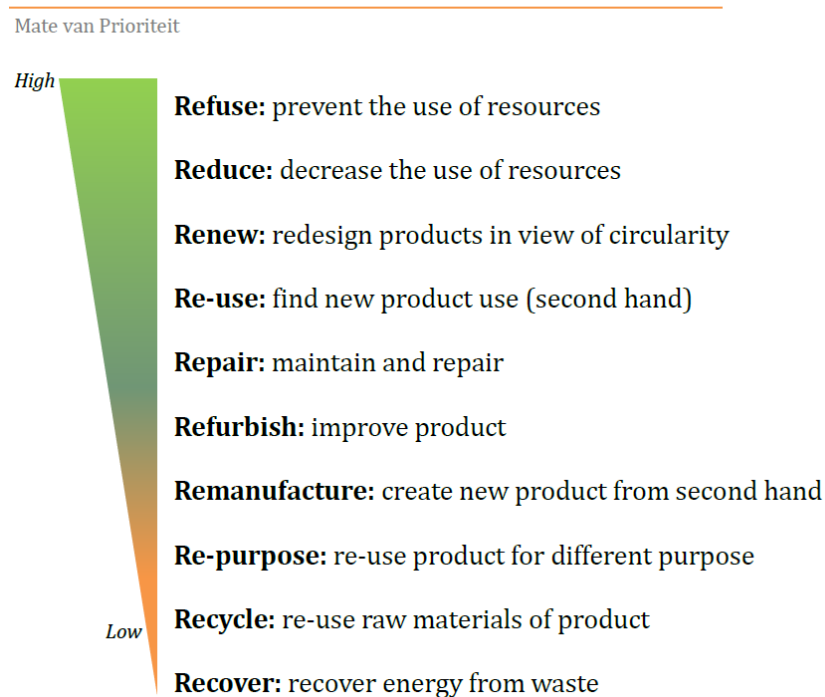 Mate van Prioriteit
High
Refuse: prevent the use of resources
Reduce: decrease the use of resources
Renew: redesign products in view of circularity
Re-use: find new product use (second hand)
Repair: maintain and repair
Refurbish: improve product
Remanufacture: create new product from second hand
Re-purpose: re-use product for different purpose
Low
Recycle: re-use raw materials of product
Recover: recover energy from waste